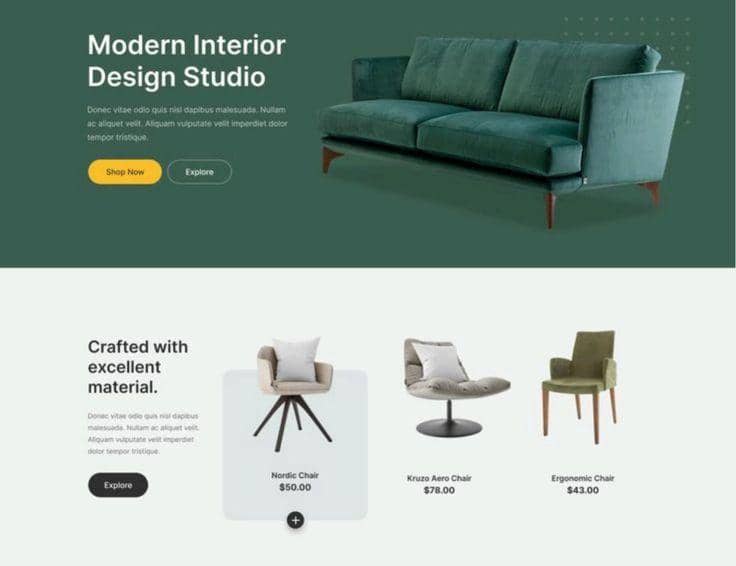 Modern Interior
Design Studio
Donec vitae odio quis nisl dapibus malesuada. Nullam
ac aliquet velit. Aliquam vulputate velit imperdiet dolor
tempor tristique.
Shop Now
Explore
Crafted with
excellent
material.
Donec vitae odio quis nisl dapibus
malesuada. Nullam ac aliquet velit.
Aliquam vulputate velit imperdiet
dolor tempor tristique.
Explore
Nordic Chair
$50.00
Kruzo Aero Chair
$78.00
Ergonomic Chair
$43.00